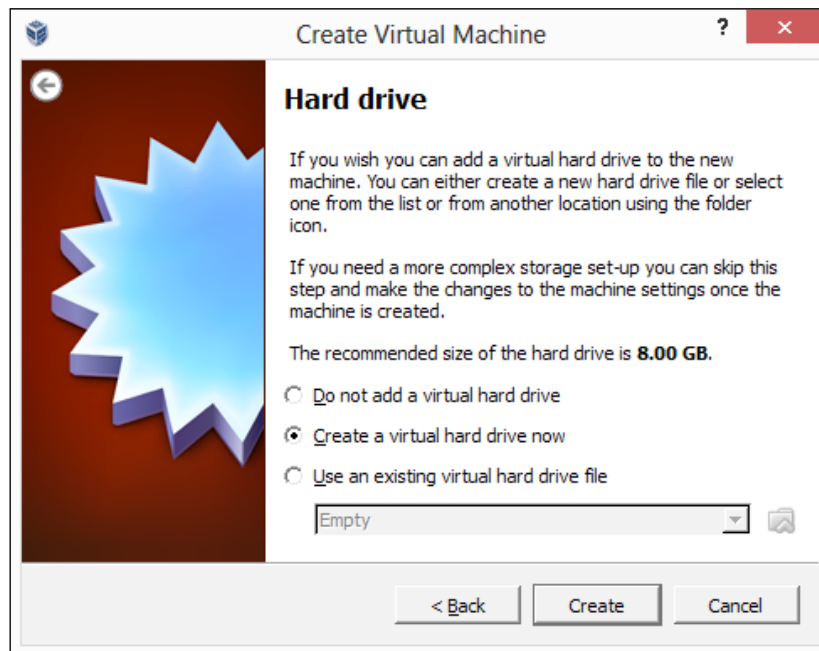 Create Virtual Machine
?
×
Hard drive
If you wish you can add a virtual hard drive to the new
machine. You can either create a new hard drive file or select
one from the list or from another location using the folder
icon.
If you need a more complex storage set-up you can skip this
step and make the changes to the machine settings once the
machine is created.
The recommended size of the hard drive is 8.00 GB.
Do not add a virtual hard drive
Create a virtual hard drive now
Use an existing virtual hard drive file
Empty
< Back
Create
Cancel